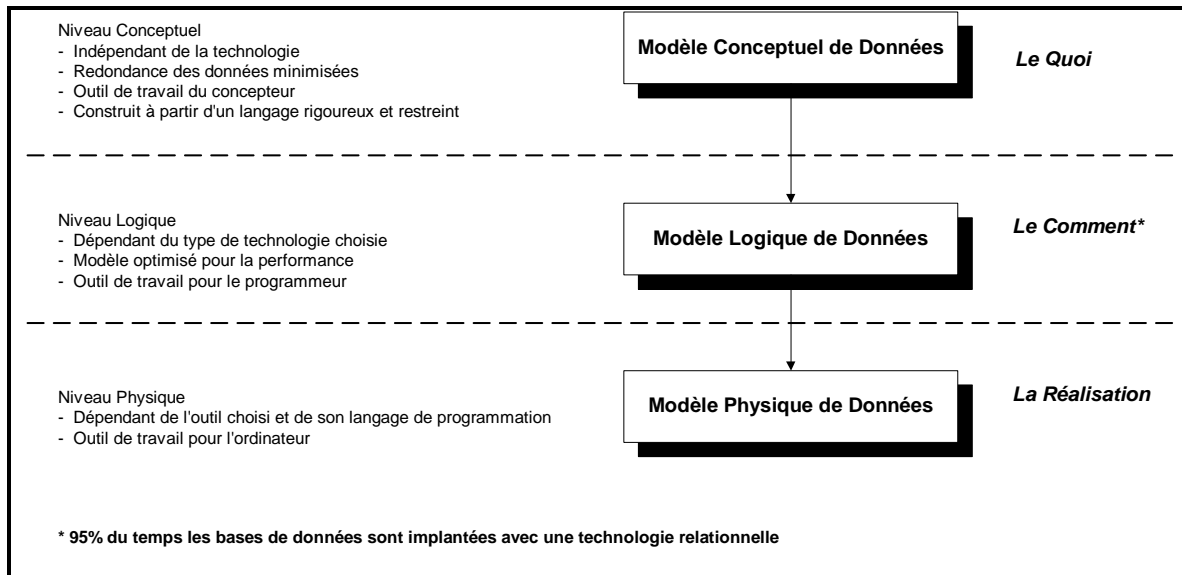 Niveau Conceptuel
- Indépendant de la technologie
- Redondance des données minimisées
- Outil de travail du concepteur
- Construit à partir d'un langage rigoureux et restreint
Modèle Conceptuel de Données
Le Quoi
Niveau Logique
- Dépendant du type de technologie choisie
- Modèle optimisé pour la performance
- Outil de travail pour le programmeur
Modèle Logique de Données
Le Comment*
Niveau Physique
- Dépendant de l'outil choisi et de son langage de programmation
- Outil de travail pour l'ordinateur
Modèle Physique de Données
La Réalisation
* 95% du temps les bases de données sont implantées avec une technologie relationnelle